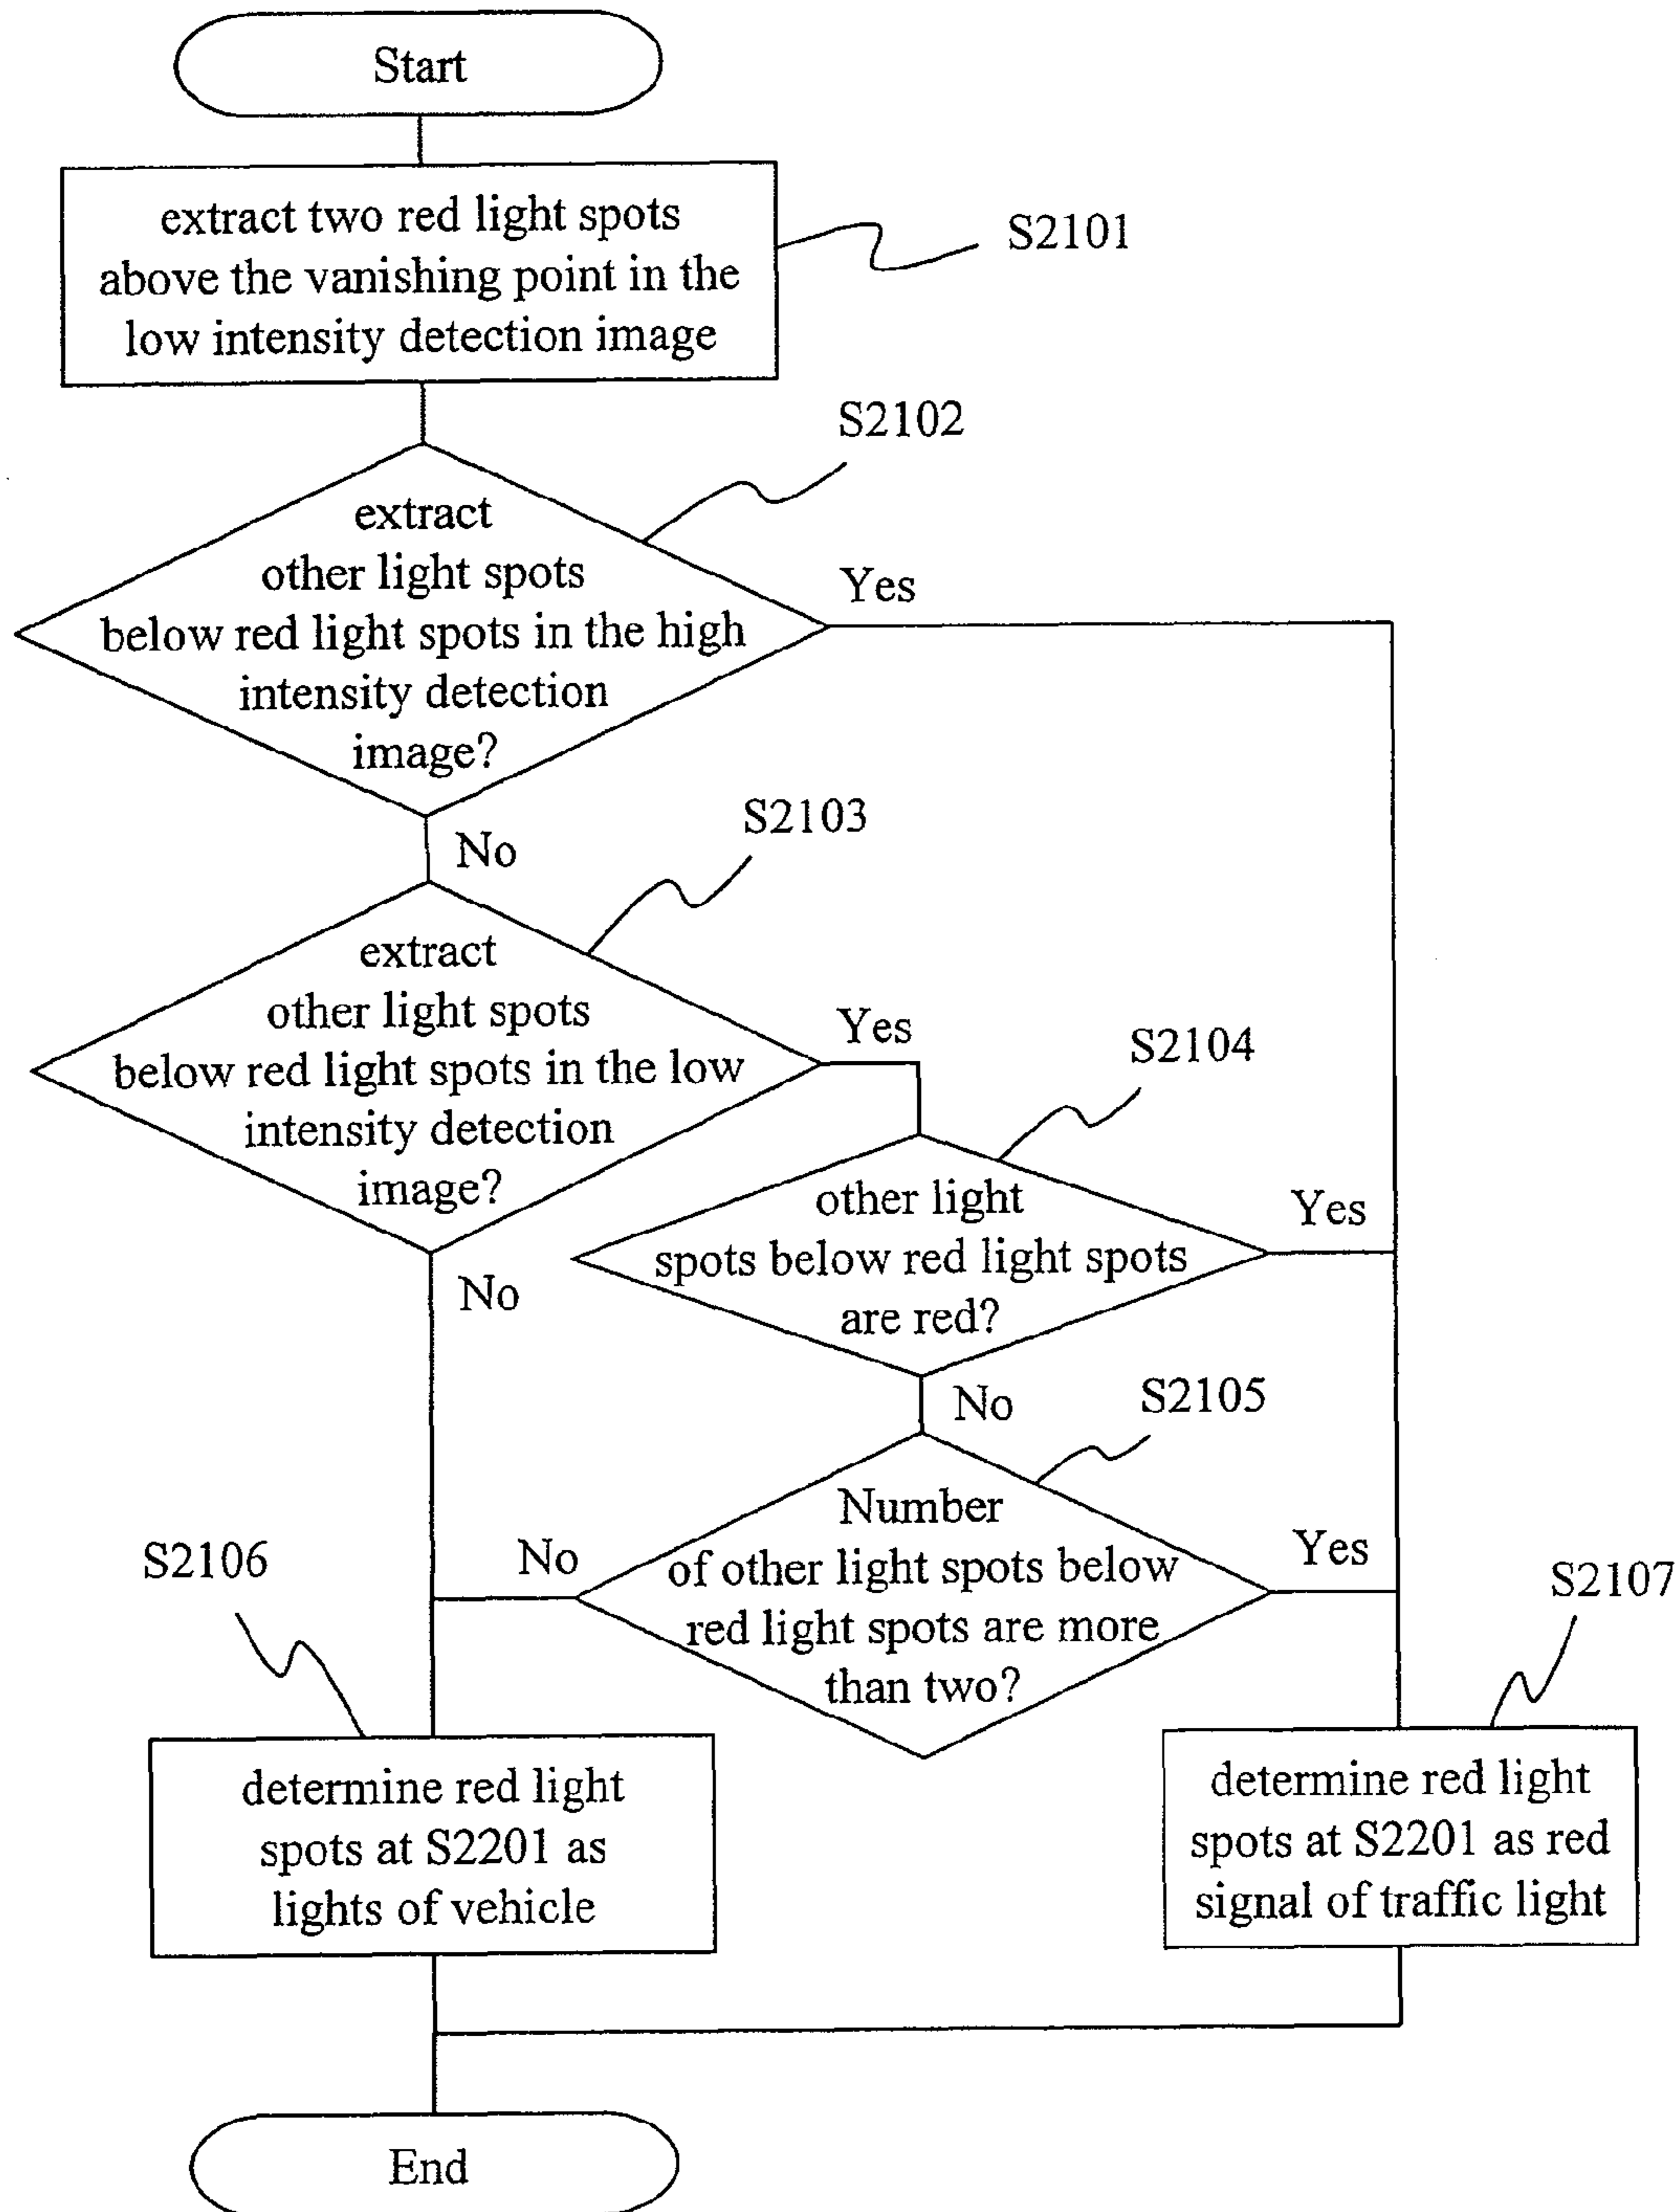 Start
extract two red light spots
above the vanishing point in the
low intensity detection image
S2101
S2102
extract
other light spots
below red light spots in the high
intensity detection
image?
Yes
No
S2103
extract
other light spots
below red light spots in the low
intensity detection
image?
Yes
No
S2104
other light
spots below red light spots
are red?
Yes
No
S2105
Number
of other light spots below
red light spots are more
than two?
No
Yes
S2106
determine red light
spots at S2201 as
lights of vehicle
S2107
determine red light
spots at S2201 as red
signal of traffic light
End